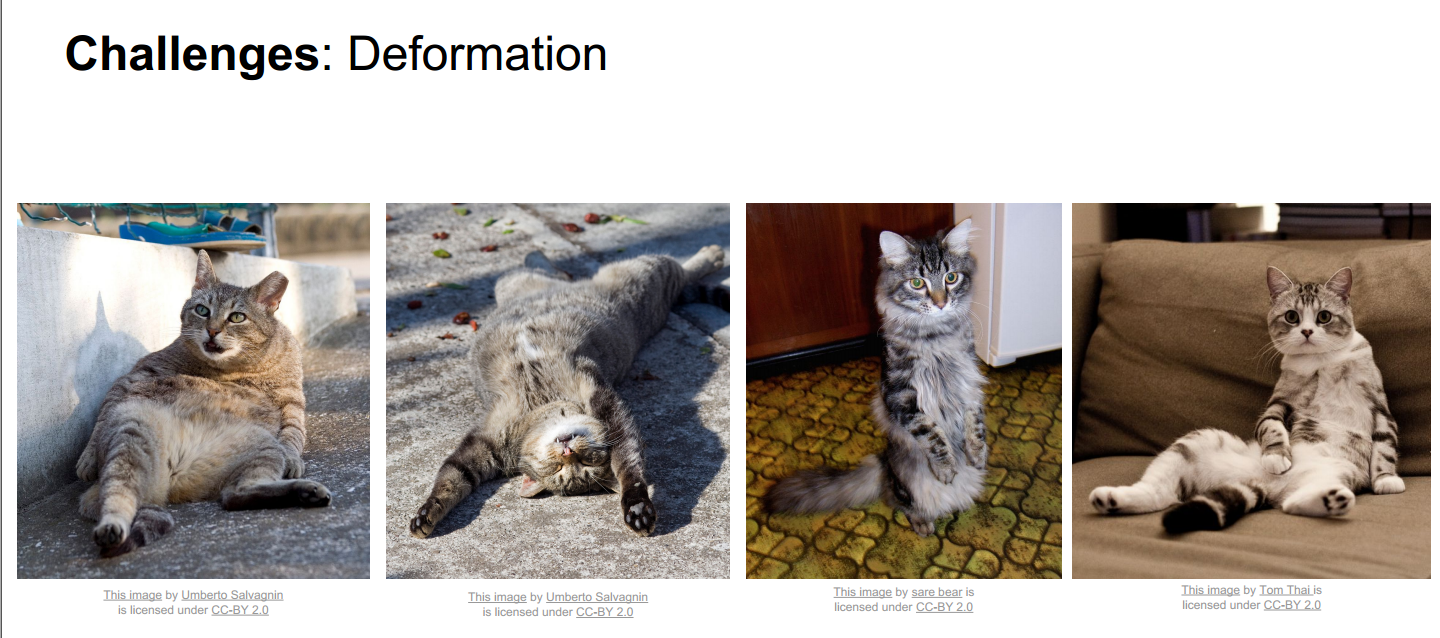 Challenges: Deformation
This image by Umberto Salvagnin
is licensed under CC-BY 2.0
This image by Umberto Salvagnin
is licensed under CC-BY 2.0
This image by sare bear is
licensed under CC-BY 2.0
This image by Tom Thai is
licensed under CC-BY 2.0